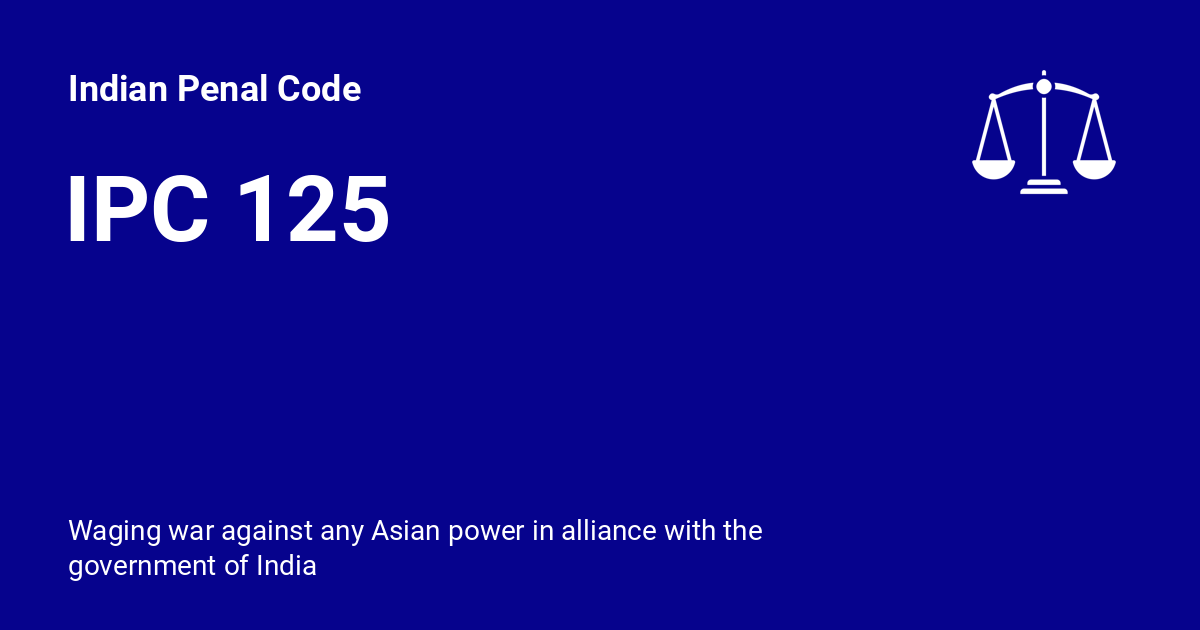 Indian Penal Code
IPC 125
Waging war against any Asian power in alliance with the
government of India